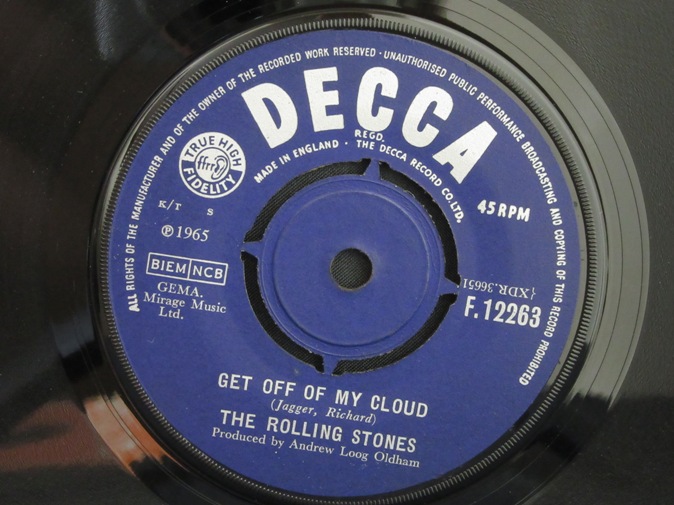 ALL RIGHTS OF THE MANUFACTURER AND OF THE OWNER OF THE RECORDED WORK RESERVED · UNAUTHORISED PUBLIC PERFORMANCE BROADCASTING AND COPYING OF THIS RECORD PROHIBITED
DECCA
REGD.
MADE IN ENGLAND · THE DECCA RECORD CO. LTD.
TRUE HIGH
ffrr
FIDELITY
45 RPM
K/T S
℗1965
BIEM NCB
GEMA.
Mirage Music
Ltd.
(XDR.36651
F.12263
GET OFF OF MY CLOUD
(Jagger, Richard)
THE ROLLING STONES
Produced by Andrew Loog Oldham